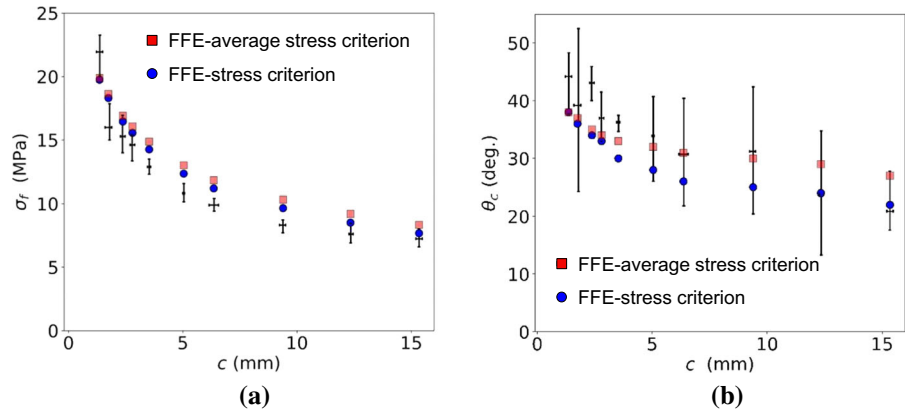 25
20
15
10
5
0
σf (MPa)
FFE-average stress criterion
FFE-stress criterion
0 5 10 15
c (mm)
(a)
50
40
30
20
10
0
θc (deg.)
FFE-average stress criterion
FFE-stress criterion
0 5 10 15
c (mm)
(b)